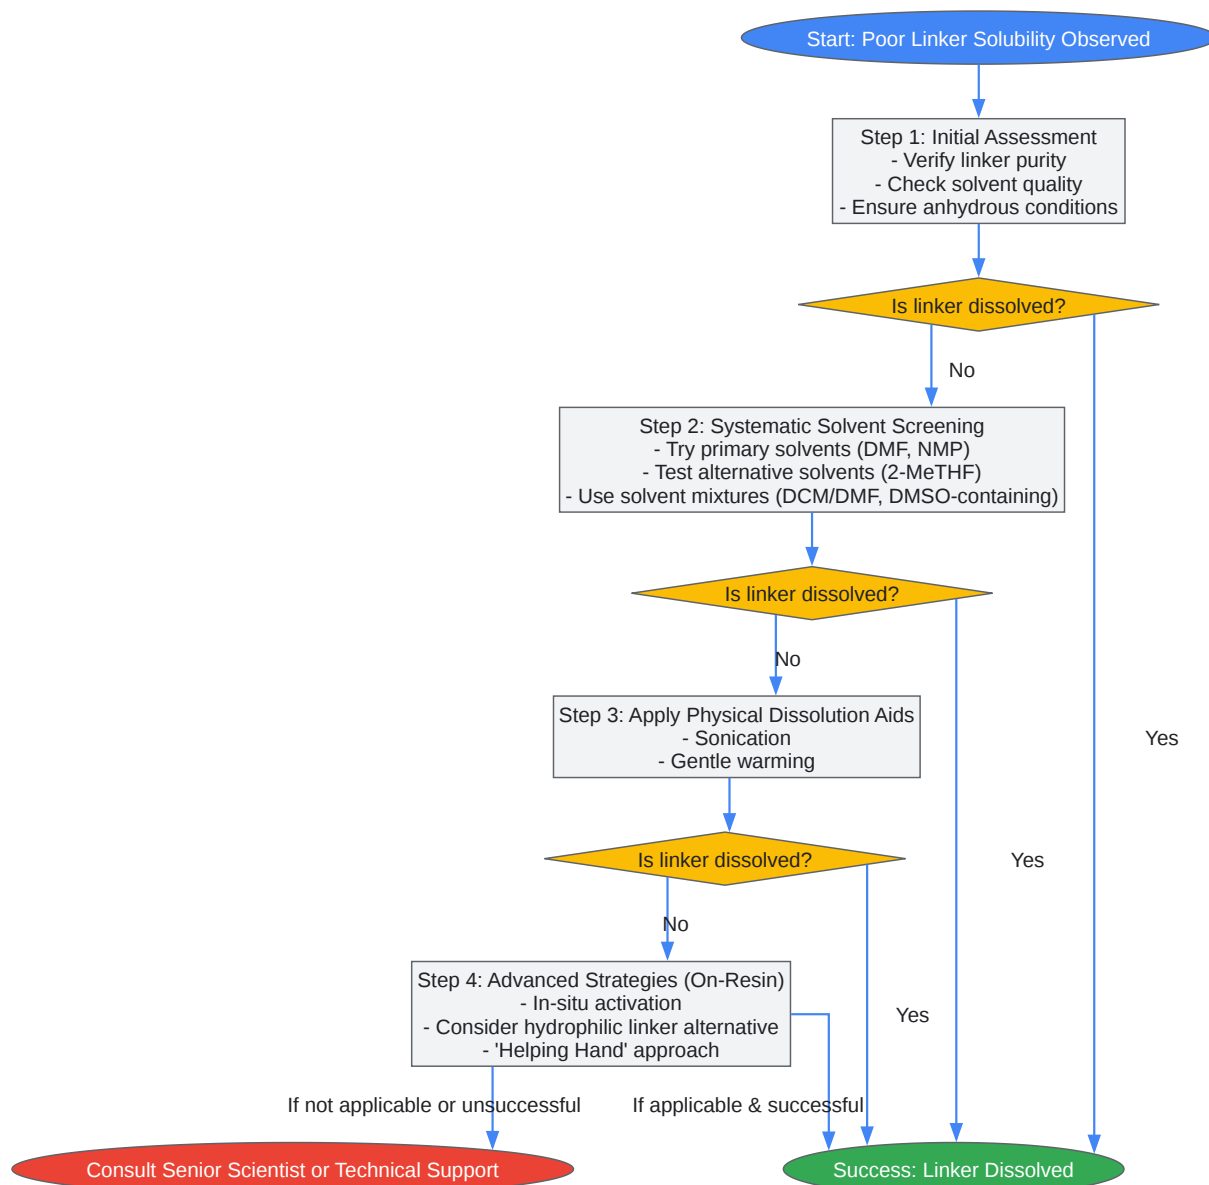 Start: Poor Linker Solubility Observed
Step 1: Initial Assessment
- Verify linker purity
- Check solvent quality
- Ensure anhydrous conditions
Is linker dissolved?
No
Step 2: Systematic Solvent Screening
- Try primary solvents (DMF, NMP)
- Test alternative solvents (2-MeTHF)
- Use solvent mixtures (DCM/DMF, DMSO-containing)
Is linker dissolved?
No
Step 3: Apply Physical Dissolution Aids
- Sonication
- Gentle warming
Yes
Is linker dissolved?
Yes
No
Step 4: Advanced Strategies (On-Resin)
- In-situ activation
- Consider hydrophilic linker alternative
- 'Helping Hand' approach
Yes
If not applicable or unsuccessful
If applicable & successful
Consult Senior Scientist or Technical Support
Success: Linker Dissolved